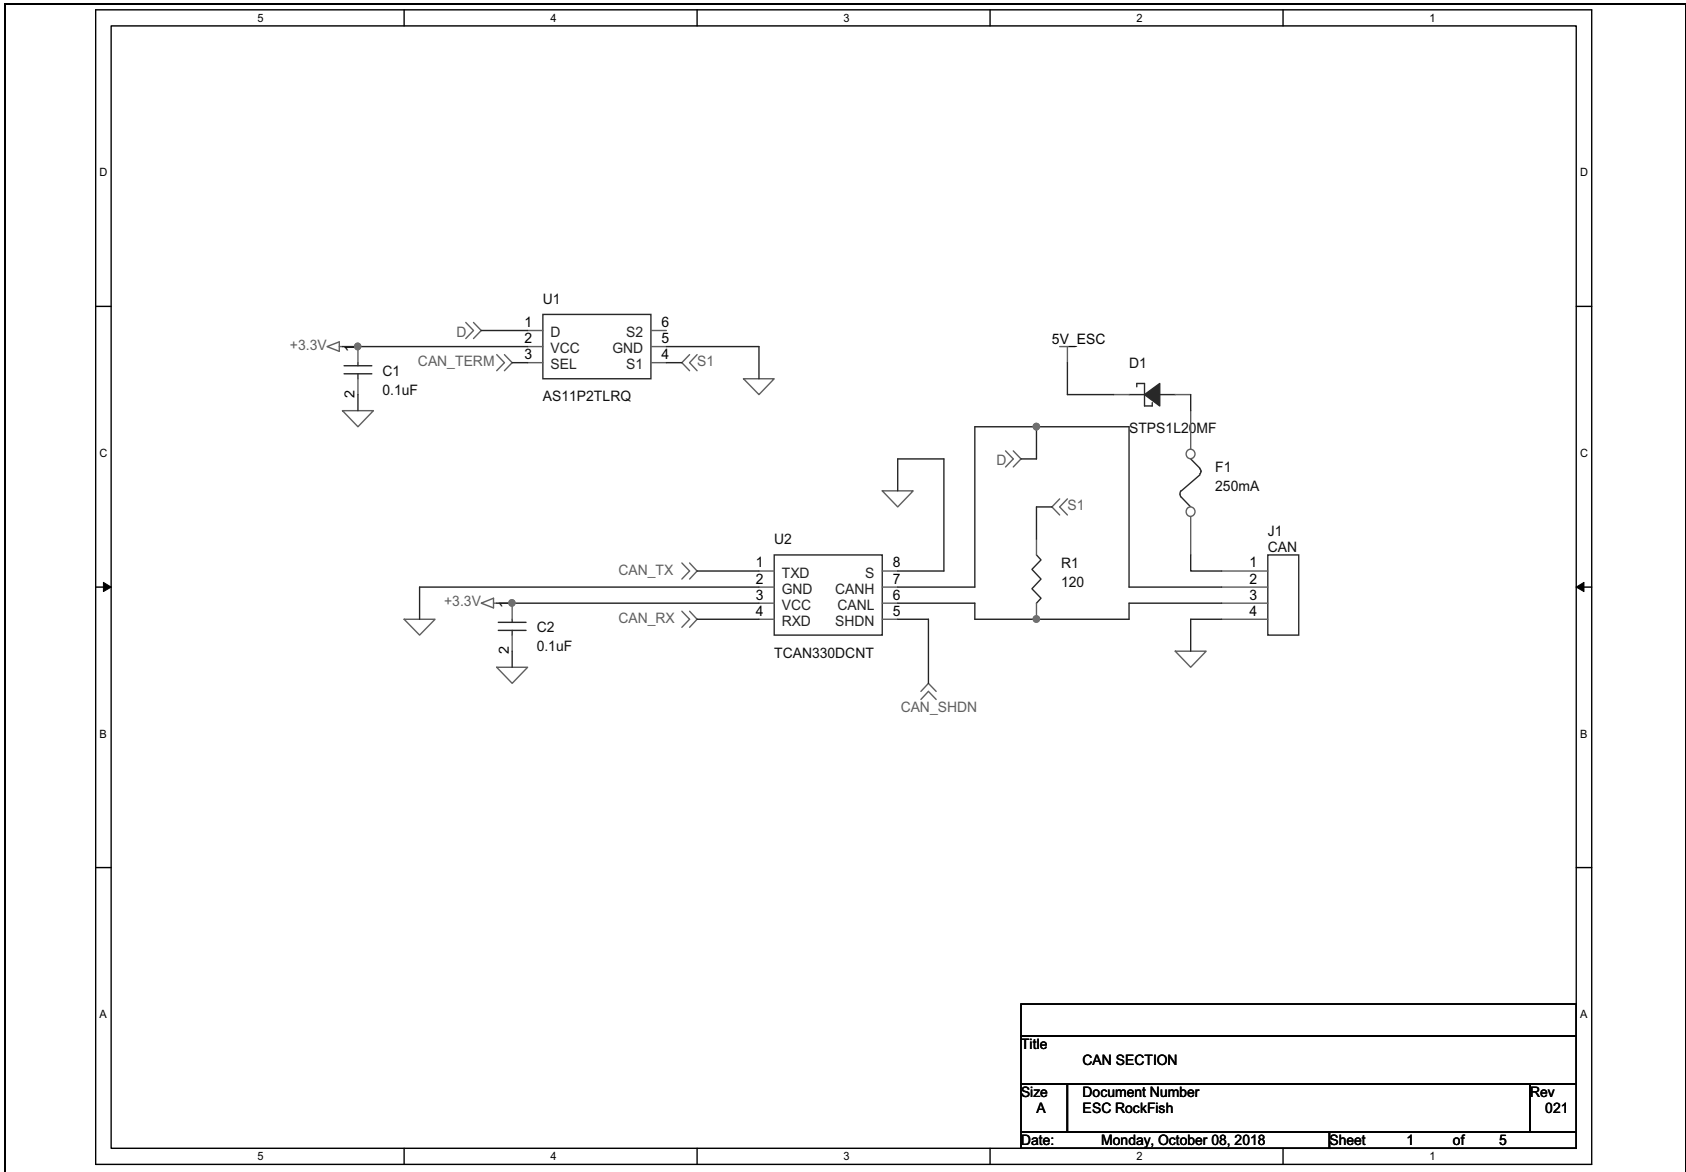 5 4 3 2 1
D D
U1
D 1 D S2 6
+3.3V 1 2 VCC GND 5
CAN_TERM 3 SEL S1 4 S1
C1
0.1uF
2
AS11P2TLRQ
5V_ESC
D1
STPS1L20MF
C C
D
F1
250mA
S1
J1
CAN
U2
CAN_TX 1 TXD S 8 1
2 GND CANH 7 2
+3.3V 1 3 VCC CANL 6 3
CAN_RX 4 RXD SHDN 5 4
R1
120
C2
0.1uF
2
TCAN330DCNT
CAN_SHDN
B B
A A
Title
CAN SECTION
Size Document Number Rev
A ESC RockFish 021
Date: Monday, October 08, 2018 Sheet 1 of 5
5 4 3 2 1